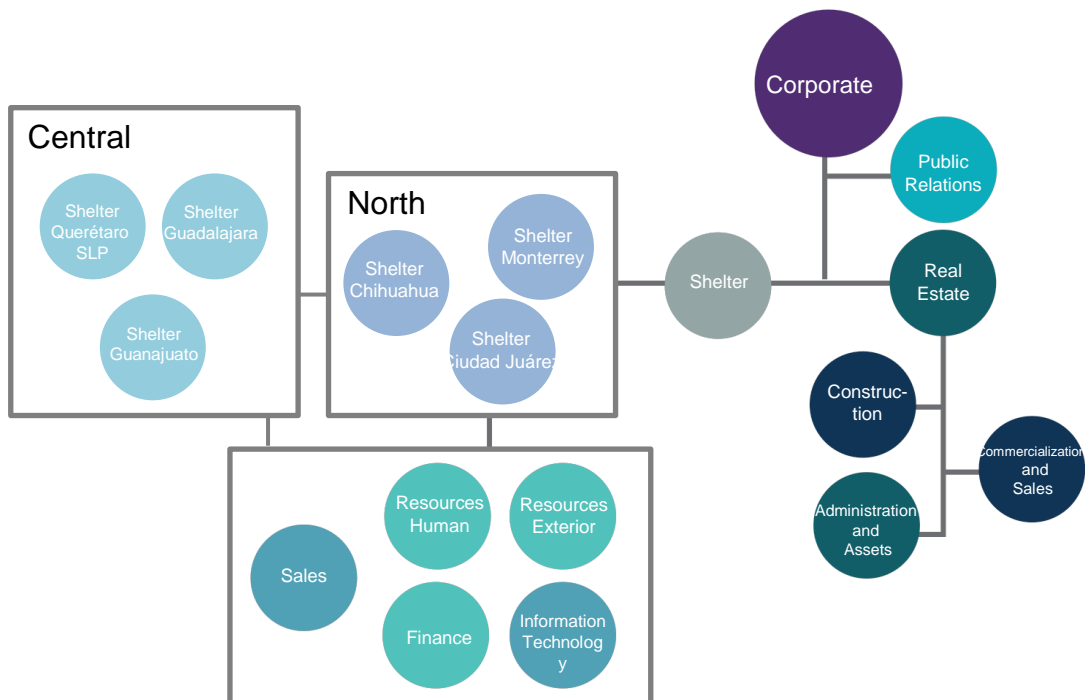 Corporate
Public
Relations
Central
North
Shelter
Querétaro
SLP
Shelter
Guadalajara
Shelter
Guanajuato
Shelter
Chihuahua
Shelter
Monterrey
Shelter
Ciudad Juárez
Shelter
Real
Estate
Construc-
tion
Commercialization
and
Sales
Administration
and
Assets
Resources
Human
Resources
Exterior
Sales
Finance
Information
Technolog
y